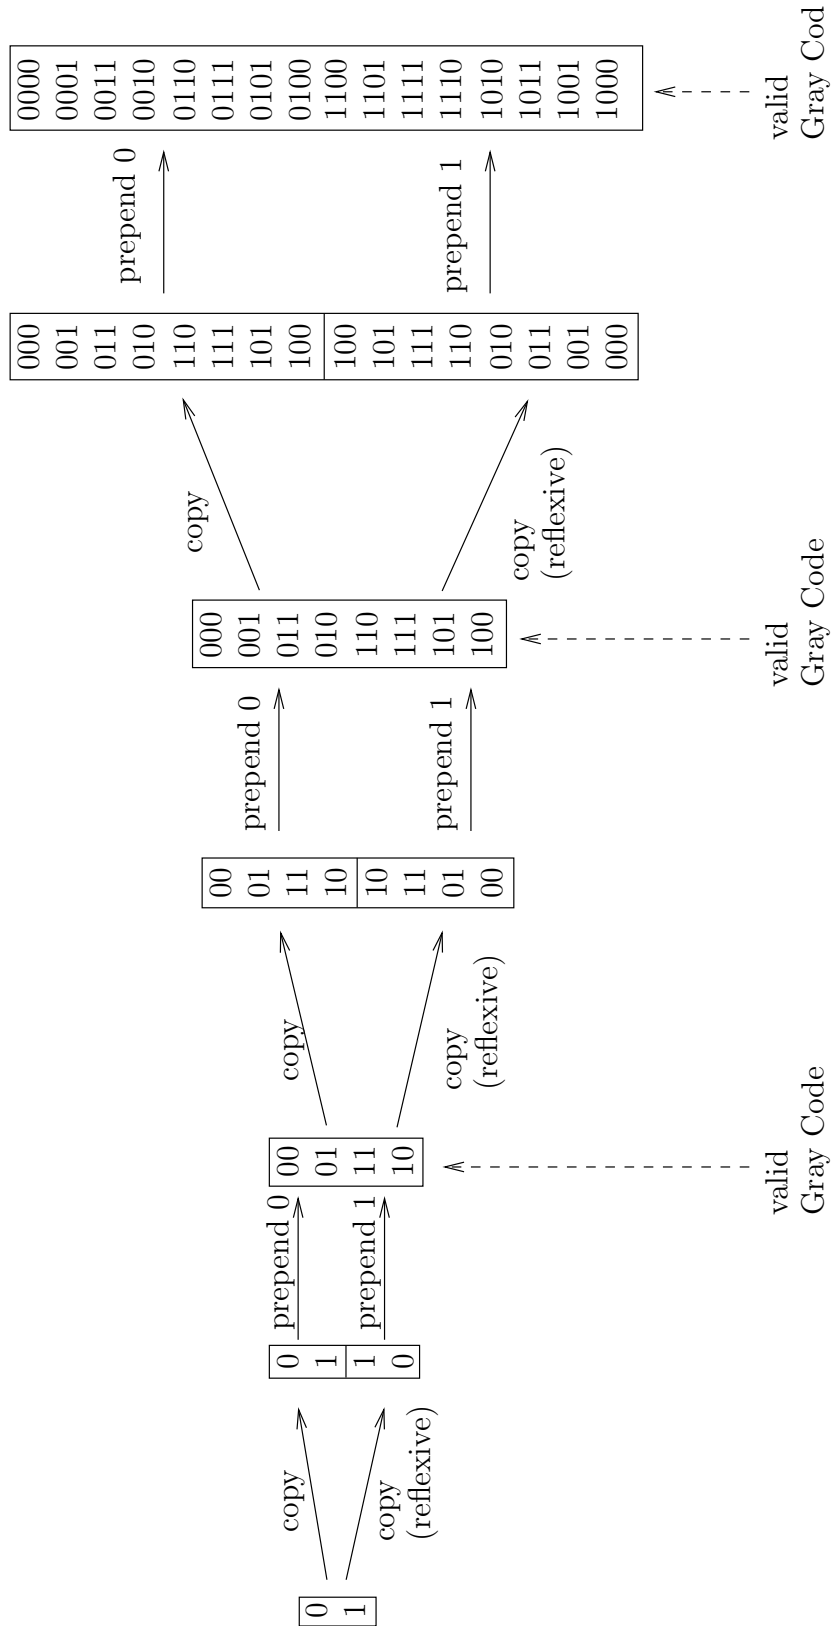 0
1
copy
copy
(reflexive)
0
1
1
0
prepend 0
prepend 1
00
01
11
10
valid
Gray Code
copy
copy
(reflexive)
00
01
11
10
10
11
01
00
prepend 0
prepend 1
000
001
011
010
110
111
101
100
valid
Gray Code
copy
copy
(reflexive)
000
001
011
010
110
111
101
100
100
101
111
110
010
011
001
000
prepend 0
prepend 1
0000
0001
0011
0010
0110
0111
0101
0100
1100
1101
1111
1110
1010
1011
1001
1000
valid
Gray Cod